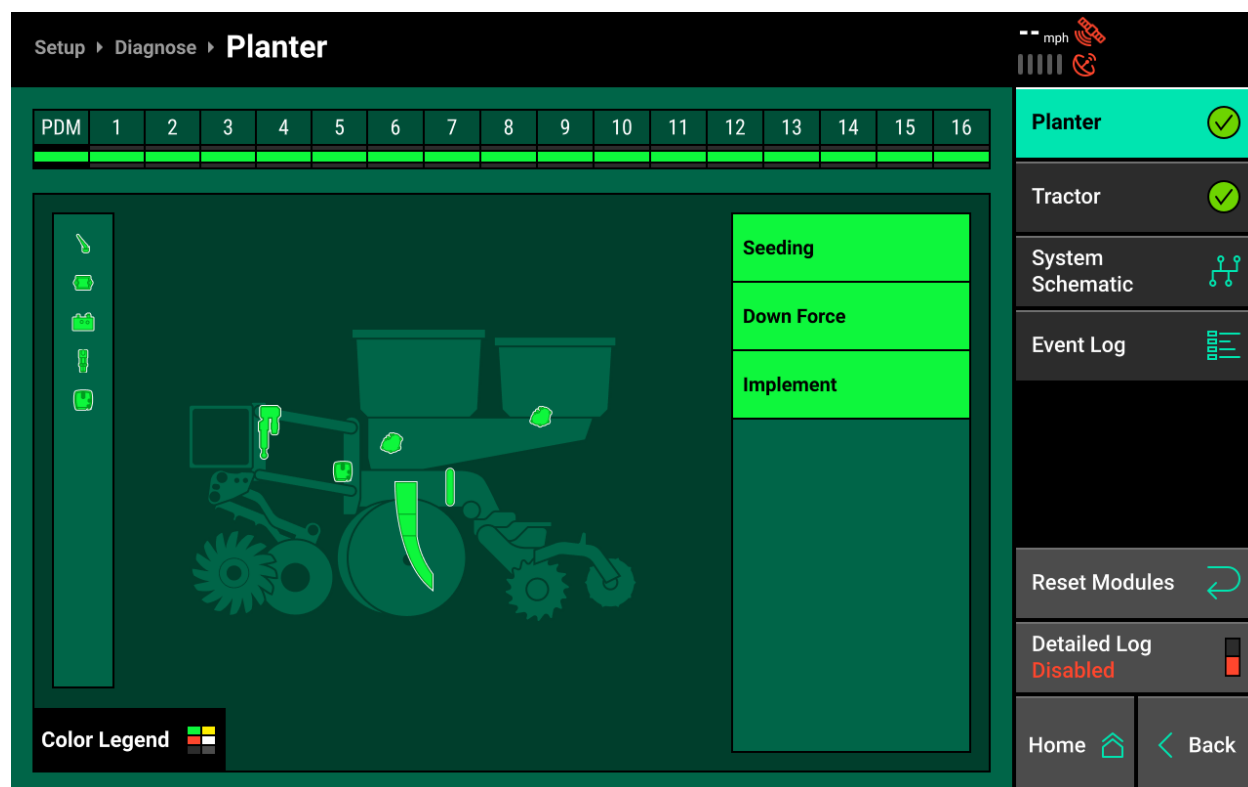 Setup ▸ Diagnose ▸ Planter
-- mph
PDM 1 2 3 4 5 6 7 8 9 10 11 12 13 14 15 16
Seeding
Down Force
Implement
Color Legend
Planter
Tractor
System
Schematic
Event Log
Reset Modules
Detailed Log
Disabled
Home
Back